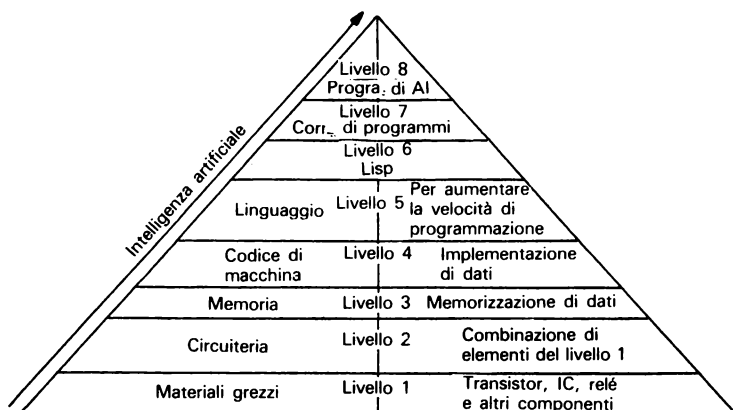 Intelligenza artificiale
Livello 8
di AI
Livello 7
di programmi
Livello 6
Lisp
Linguaggio
Livello 5
Per aumentare
la velocità di
programmazione
Codice di
macchina
Livello 4
Implementazione
di dati
Memoria
Livello 3
Memorizzazione di dati
Circuiteria
Livello 2
Combinazione di
elementi del livello 1
Materiali grezzi
Livello 1
Transistor, IC, relé
e altri componenti